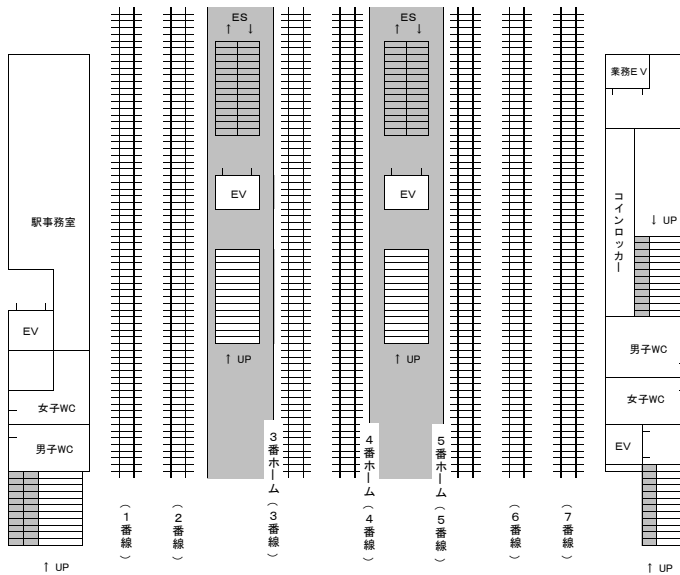 ES
↑ ↓
ES
↑ ↓
業務EV
EV
EV
コインロッカー
↓ UP
駅事務室
EV
男子WC
↑ UP
↑ UP
女子WC
女子WC
男子WC
EV
3番ホーム（3番線）
4番ホーム（4番線）
5番ホーム（5番線）
（1番線）
（2番線）
（6番線）
（7番線）
↑ UP
↑ UP